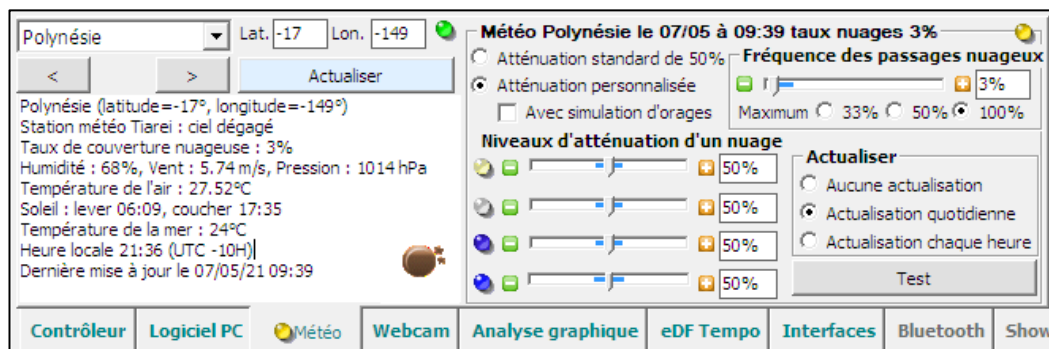 Polynésie
Lat. -17 Lon. -149
< > Actualiser
Polynésie (latitude=-17°, longitude=-149°)
Station météo Tiarei : ciel dégagé
Taux de couverture nuageuse : 3%
Humidité : 68%, Vent : 5.74 m/s, Pression : 1014 hPa
Température de l'air : 27.52°C
Soleil : lever 06:09, coucher 17:35
Température de la mer : 24°C
Heure locale 21:36 (UTC -10H)
Dernière mise à jour le 07/05/21 09:39
Météo Polynésie le 07/05 à 09:39 taux nuages 3%
Atténuation standard de 50%
Atténuation personnalisée
Avec simulation d'orages
Fréquence des passages nuageux
3%
Maximum 33% 50% 100%
Niveaux d'atténuation d'un nuage
50%
50%
50%
50%
Actualiser
Aucune actualisation
Actualisation quotidienne
Actualisation chaque heure
Test
Contrôleur Logiciel PC Météo Webcam Analyse graphique eDF Tempo Interfaces Bluetooth Show